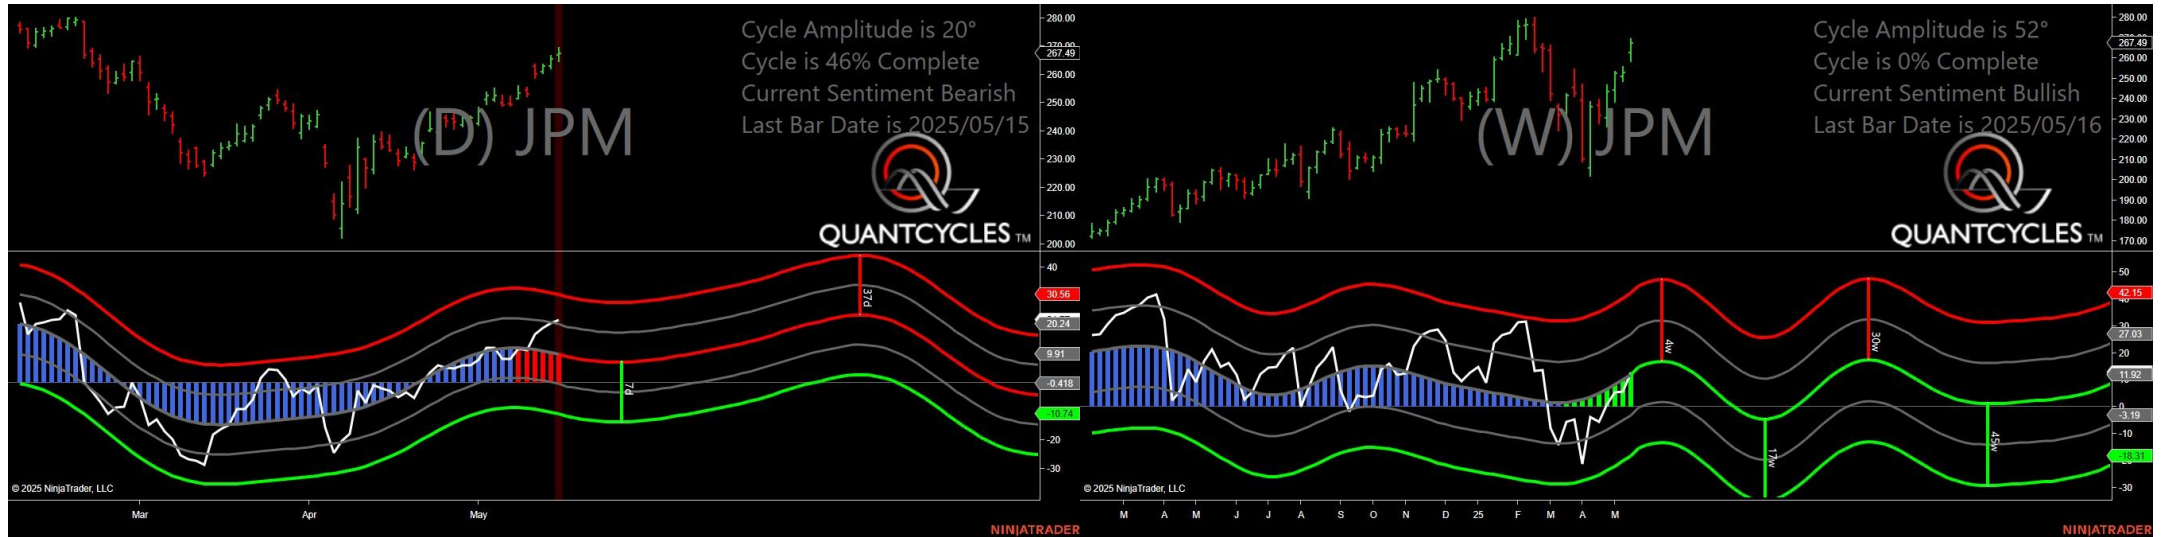 Cycle Amplitude is 20°
Cycle is 46% Complete
Current Sentiment Bearish
Last Bar Date is 2025/05/15
(D) JPM
QUANTCYCLES TM
280.00
270.00
267.49
260.00
250.00
240.00
230.00
220.00
210.00
200.00
40
30.56
20.24
9.91
-0.418
-10.74
-20
-30
37d
7d
© 2025 NinjaTrader, LLC
Mar
Apr
May
NINJATRADER
Cycle Amplitude is 52°
Cycle is 0% Complete
Current Sentiment Bullish
Last Bar Date is 2025/05/16
(W) JPM
QUANTCYCLES TM
280.00
267.49
260.00
250.00
240.00
230.00
220.00
210.00
200.00
190.00
180.00
170.00
50
42.15
30
27.03
20
11.92
0
-3.19
-10
-18.31
-30
4w
30w
17w
45w
© 2025 NinjaTrader, LLC
M A M J J A S O N D 25 F M A M
NINJATRADER